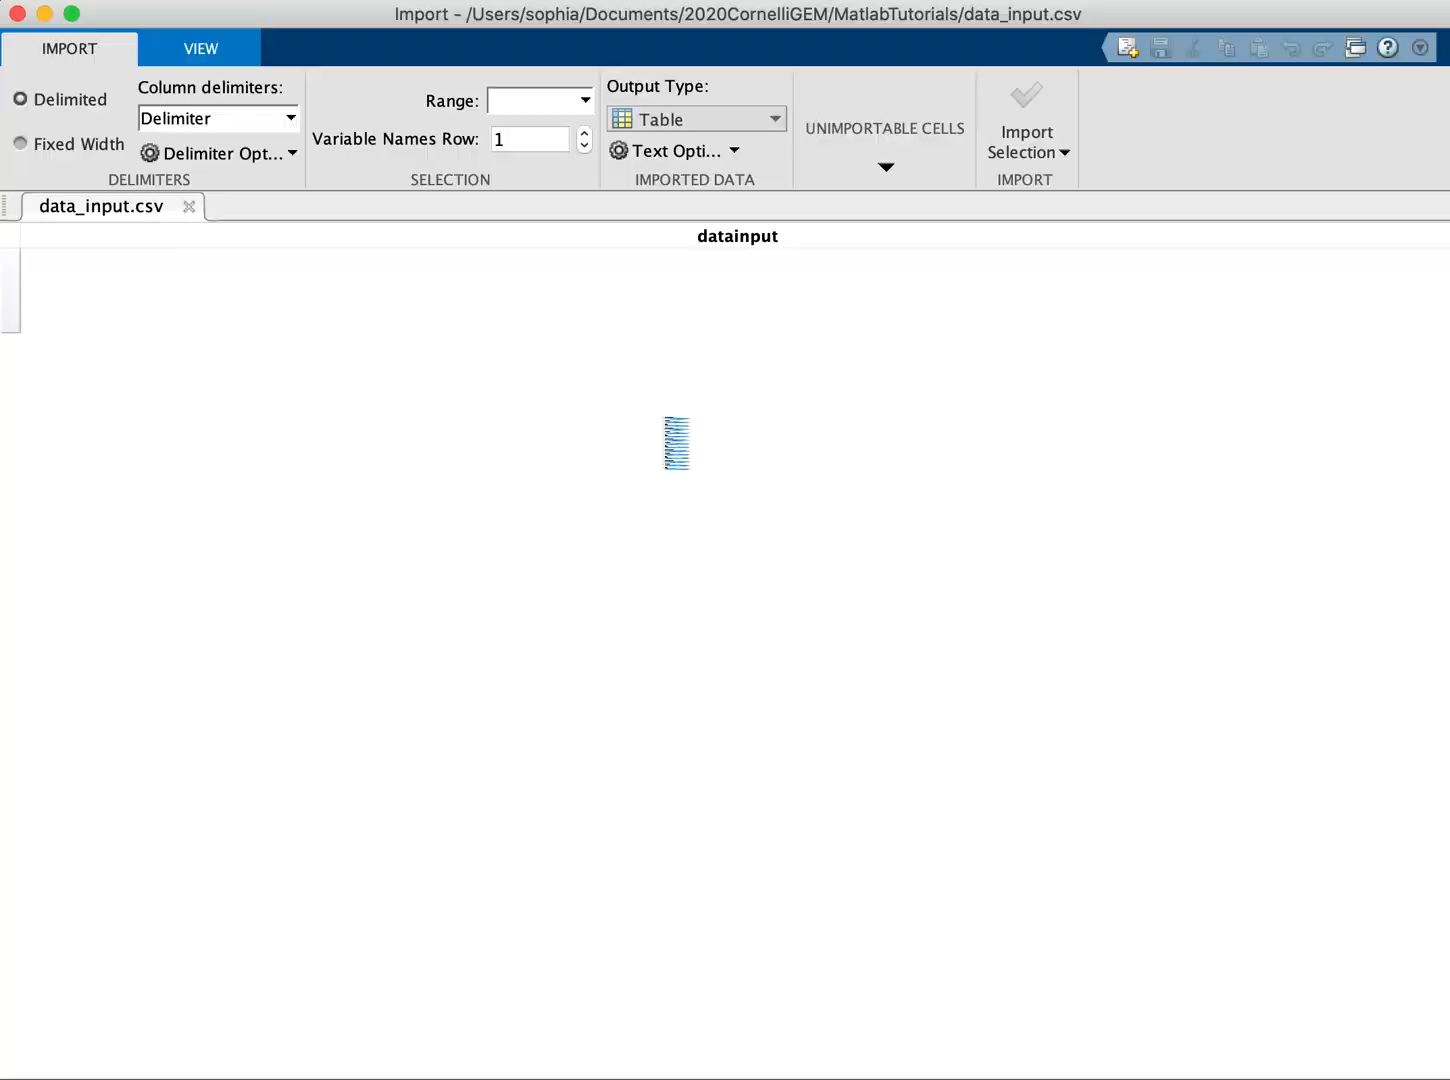 Import - /Users/sophia/Documents/2020CornelliGEM/MatlabTutorials/data_input.csv
IMPORT
VIEW
Delimited
Fixed Width
Column delimiters:
Delimiter
Delimiter Opt...
DELIMITERS
Range:
Variable Names Row: 1
SELECTION
Output Type:
Table
Text Opti...
IMPORTED DATA
UNIMPORTABLE CELLS
Import
Selection
IMPORT
data_input.csv
datainput